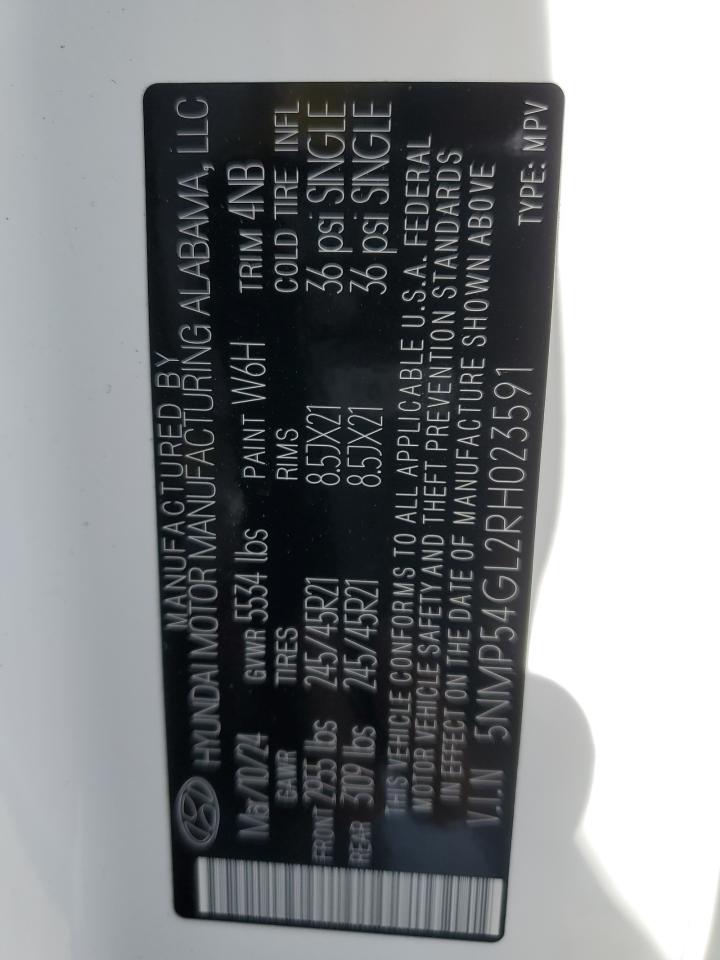 MANUFACTURED BY
HYUNDAI MOTOR MANUFACTURING ALABAMA, LLC
Mar/10/24 GVWR 5534 lbs PAINT W6H TRIM 4NB
GAWR TIRES RIMS COLD TIRE INFL
FRONT 2955 lbs 245/45R21 8.5JX21 36 psi SINGLE
REAR 3109 lbs 245/45R21 8.5JX21 36 psi SINGLE
THIS VEHICLE CONFORMS TO ALL APPLICABLE U.S.A. FEDERAL
MOTOR VEHICLE SAFETY AND THEFT PREVENTION STANDARDS
IN EFFECT ON THE DATE OF MANUFACTURE SHOWN ABOVE
V.I.N 5NMP54GL2RH023591
TYPE: MPV